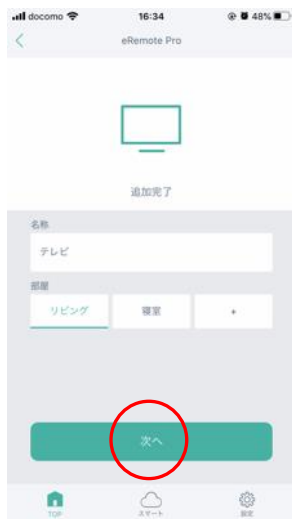 docomo 16:34 48%
eRemote Pro
追加完了
名称
テレビ
部屋
リビング 寝室 +
次へ
TOP スマート 設定